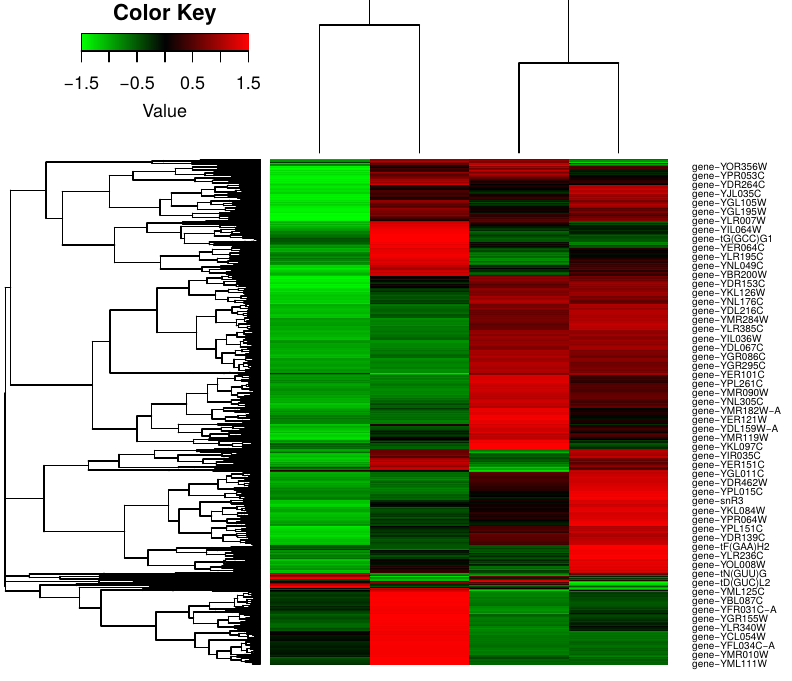 Color Key
−1.5 −0.5 0.5 1.5
Value
gene−YOR356W
gene−YPR053C
gene−YDR264C
gene−YJL035C
gene−YGL105W
gene−YGL195W
gene−YLR007W
gene−YIL064W
gene−tG(GCC)G1
gene−YER064C
gene−YLR195C
gene−YNL049C
gene−YBR200W
gene−YDR153C
gene−YKL126W
gene−YNL176C
gene−YDL216C
gene−YMR284W
gene−YLR385C
gene−YIL036W
gene−YDL067C
gene−YGR086C
gene−YGR295C
gene−YER101C
gene−YPL261C
gene−YMR090W
gene−YNL305C
gene−YMR182W−A
gene−YER121W
gene−YDL159W−A
gene−YMR119W
gene−YKL097C
gene−YIR035C
gene−YER151C
gene−YGL011C
gene−YDR462W
gene−YPL015C
gene−snR3
gene−YKL084W
gene−YPR064W
gene−YPL151C
gene−YDR139C
gene−tF(GAA)H2
gene−YLR236C
gene−YOL008W
gene−tN(GUU)G
gene−tD(GUC)L2
gene−YML125C
gene−YBL087C
gene−YFR031C−A
gene−YGR155W
gene−YLR340W
gene−YCL054W
gene−YFL034C−A
gene−YMR010W
gene−YML111W